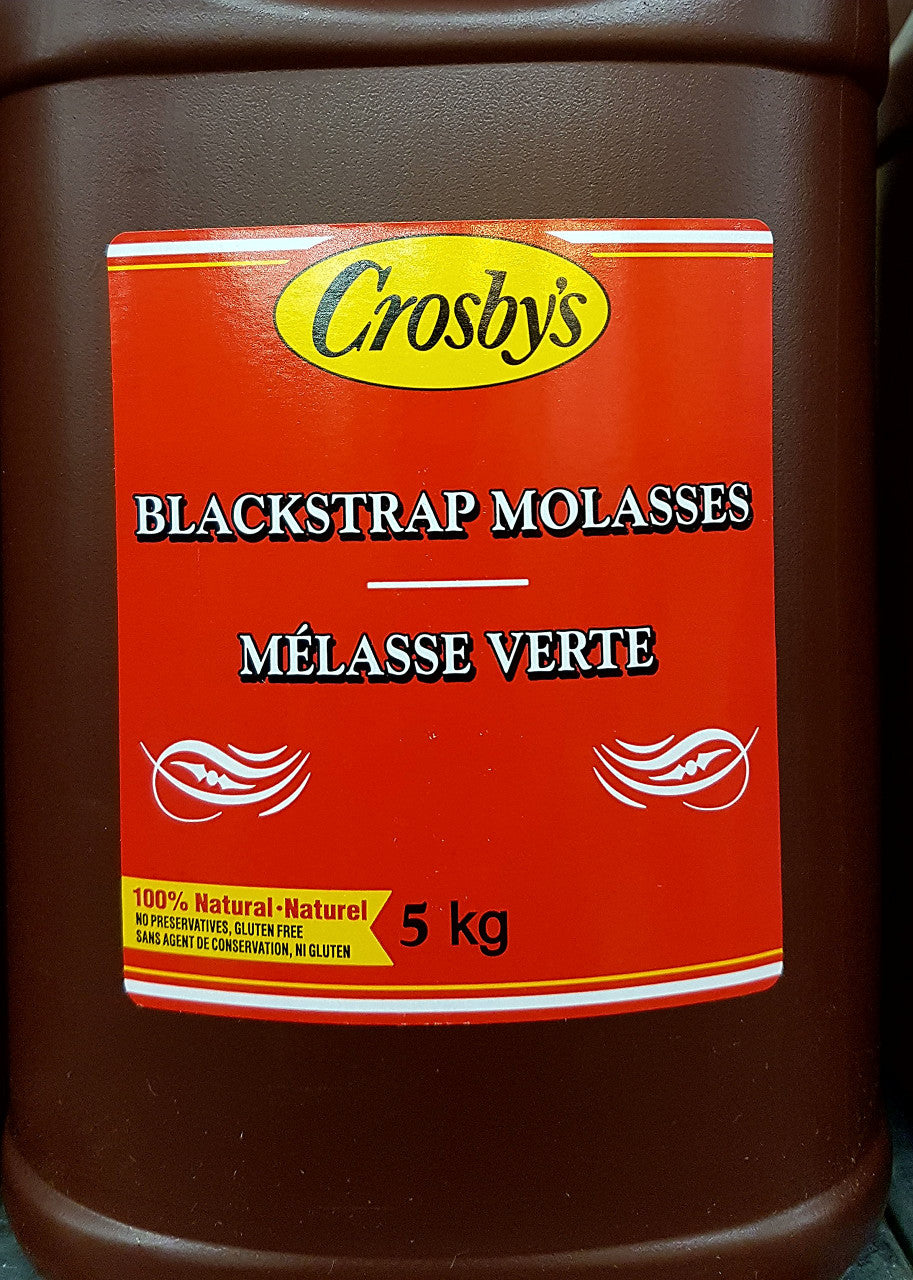 Crosby's
BLACKSTRAP MOLASSES
MÉLASSE VERTE
100% Natural·Naturel
NO PRESERVATIVES, GLUTEN FREE
SANS AGENT DE CONSERVATION, NI GLUTEN
5 kg